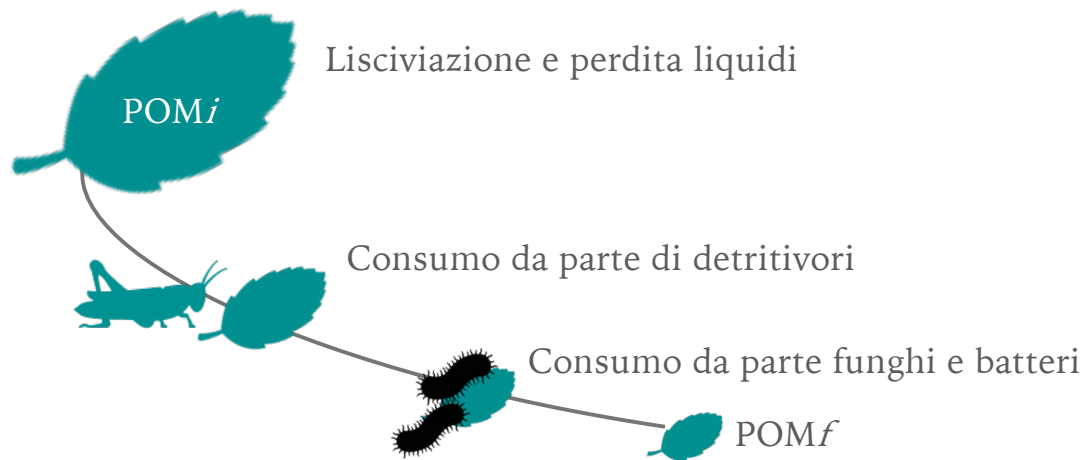 Lisciviazione e perdita liquidi
POMi
Consumo da parte di detritivori
Consumo da parte funghi e batteri
POMf